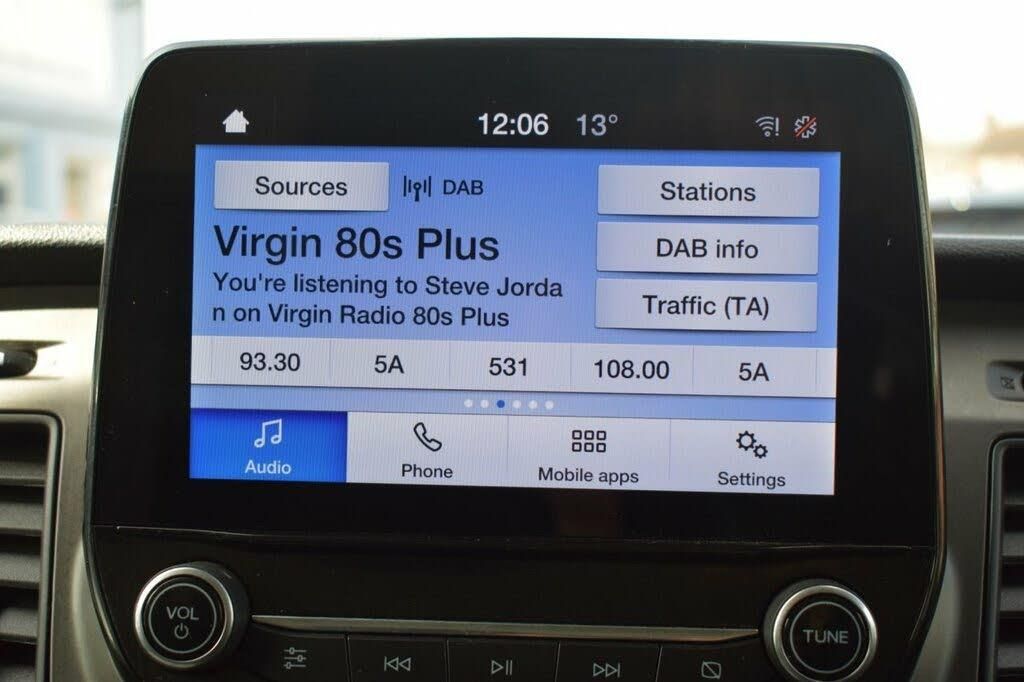 12:06 13°
Sources DAB Stations
Virgin 80s Plus DAB info
You're listening to Steve Jorda
n on Virgin Radio 80s Plus
Traffic (TA)
93.30 5A 531 108.00 5A
Audio Phone Mobile apps Settings
VOL TUNE